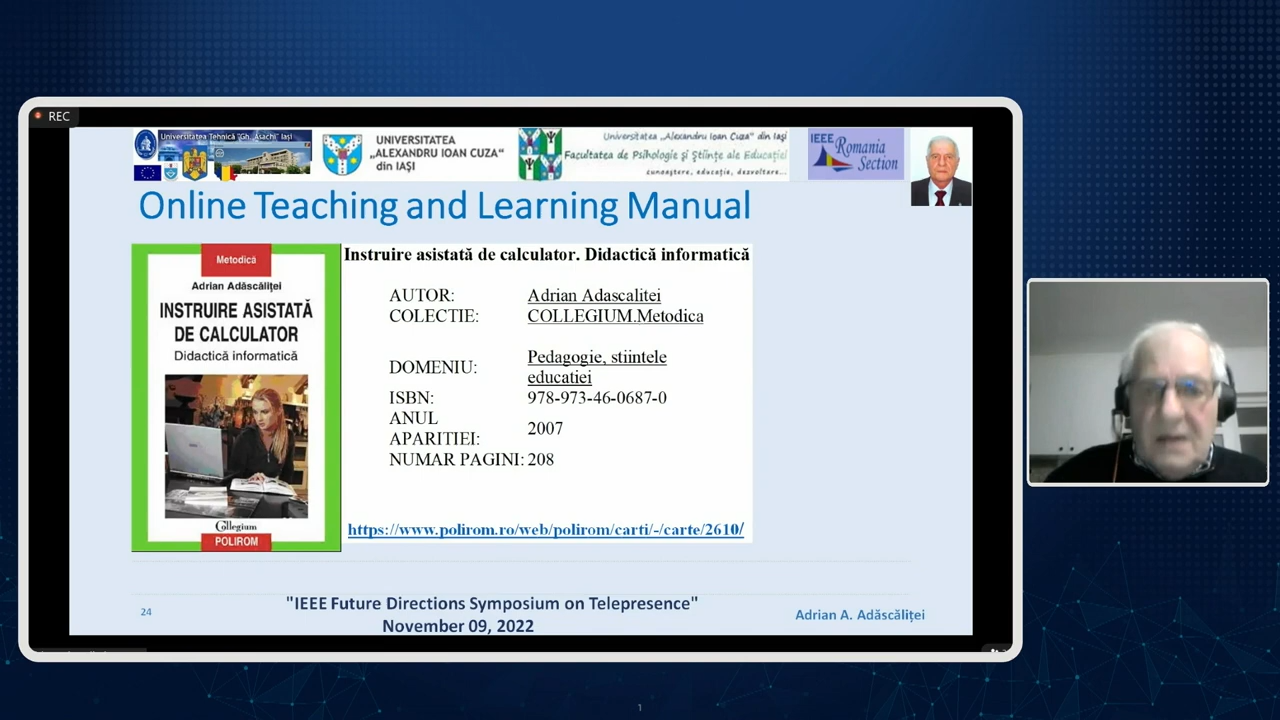 REC
Universitatea Tehnică "Gh. Asachi" Iași
UNIVERSITATEA
„ALEXANDRU IOAN CUZA”
din IAȘI
Universitatea „Alexandru Ioan Cuza” din Iași
Facultatea de Psihologie și Științe ale Educației
cunoaștere, educație, dezvoltare...
IEEE
Romania
Section
Online Teaching and Learning Manual
Metodică
Adrian Adăscăliței
INSTRUIRE ASISTATĂ
DE CALCULATOR
Didactică informatică
Collegium
POLIROM
Instruire asistată de calculator. Didactică informatică
AUTOR: Adrian Adascalitei
COLECTIE: COLLEGIUM.Metodica
DOMENIU: Pedagogie, stiintele
educatiei
ISBN: 978-973-46-0687-0
ANUL
APARITIEI: 2007
NUMAR PAGINI: 208
https://www.polirom.ro/web/polirom/carti/-/carte/2610/
24
"IEEE Future Directions Symposium on Telepresence"
November 09, 2022
Adrian A. Adăscăliței
1